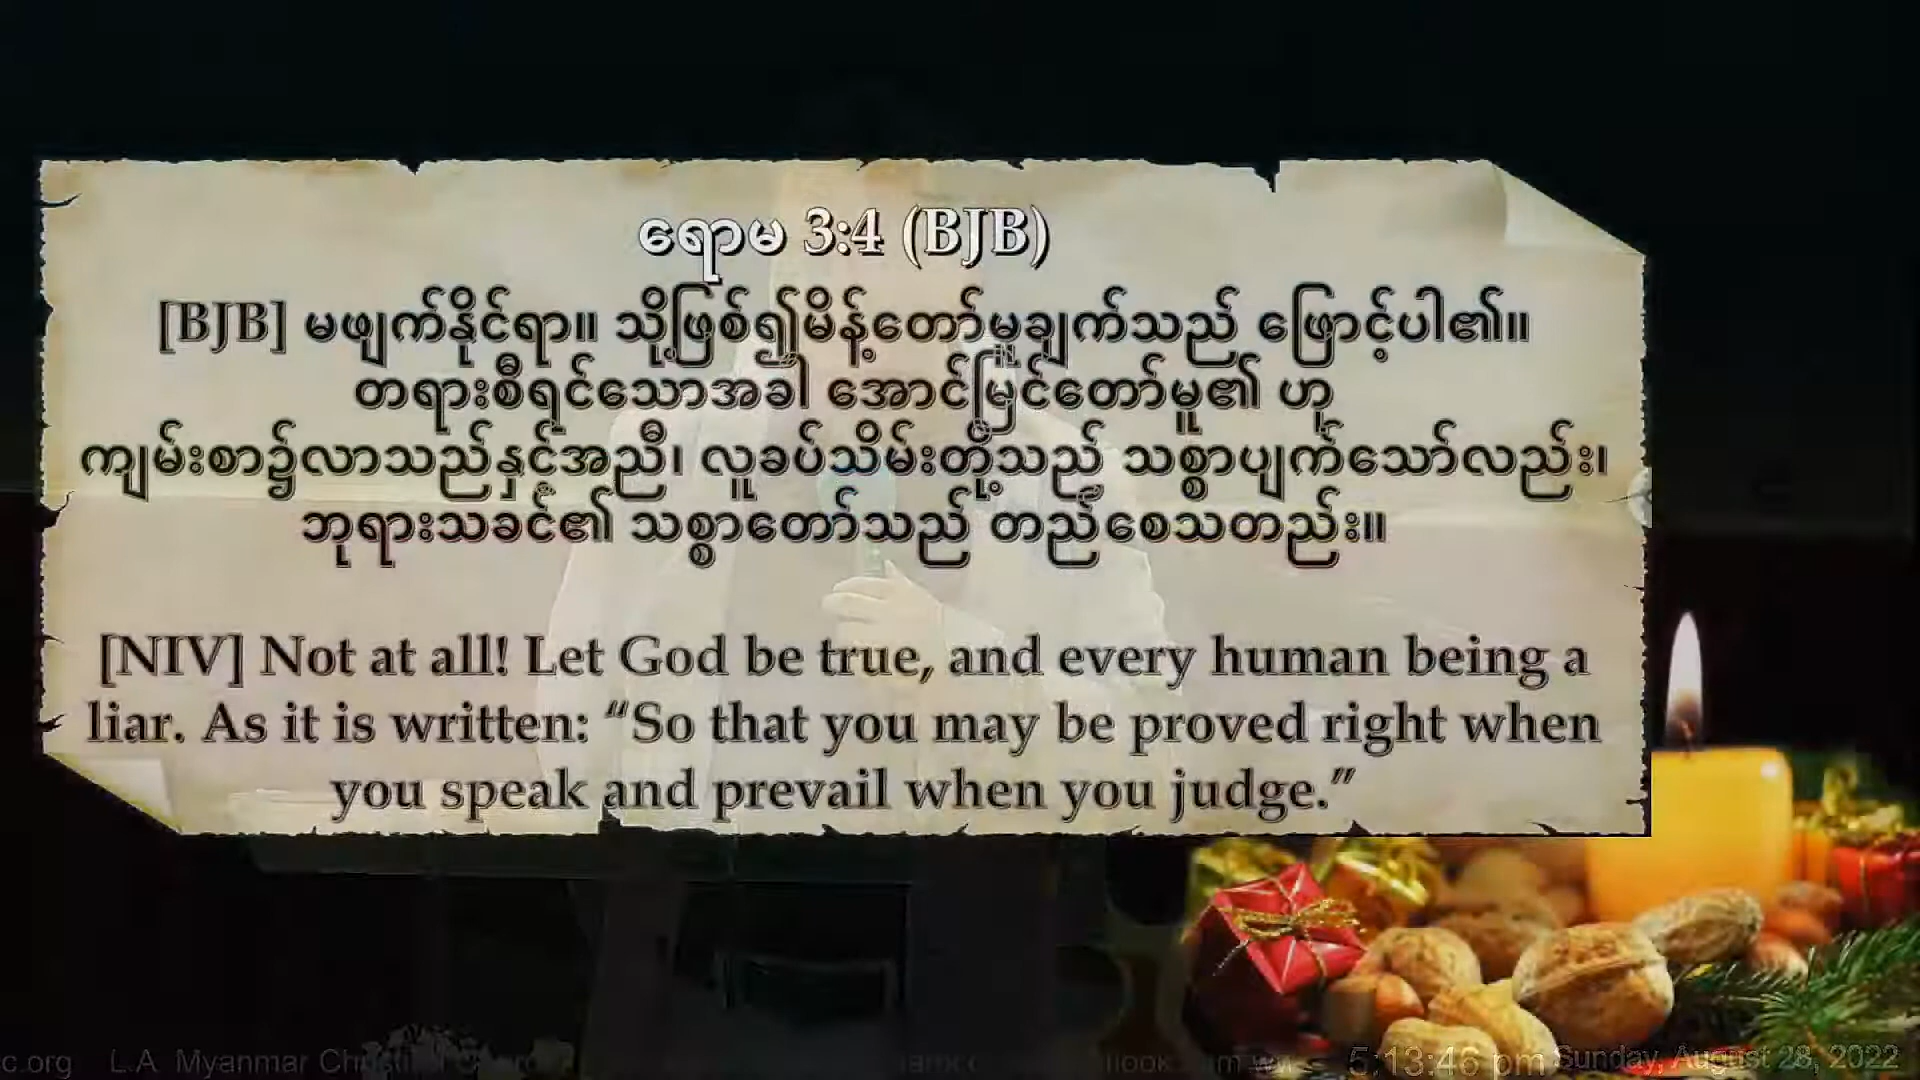 ရောမ 3:4 (BJB)
[BJB] မဖျက်နိုင်ရာ။ သို့ဖြစ်၍မိန့်တော်မူချက်သည် ဖြောင့်ပါ၏။
တရားစီရင်သောအခါ အောင်မြင်တော်မူ၏ ဟု
ကျမ်းစာ၌လာသည်နှင့်အညီ၊ လူခပ်သိမ်းတို့သည် သစ္စာပျက်သော်လည်း၊
ဘုရားသခင်၏ သစ္စာတော်သည် တည်စေသတည်း။
[NIV] Not at all! Let God be true, and every human being a
liar. As it is written: “So that you may be proved right when
you speak and prevail when you judge.”
c.org L.A Myanmar Christian 5:13:46 pm Sunday, August 28, 2022